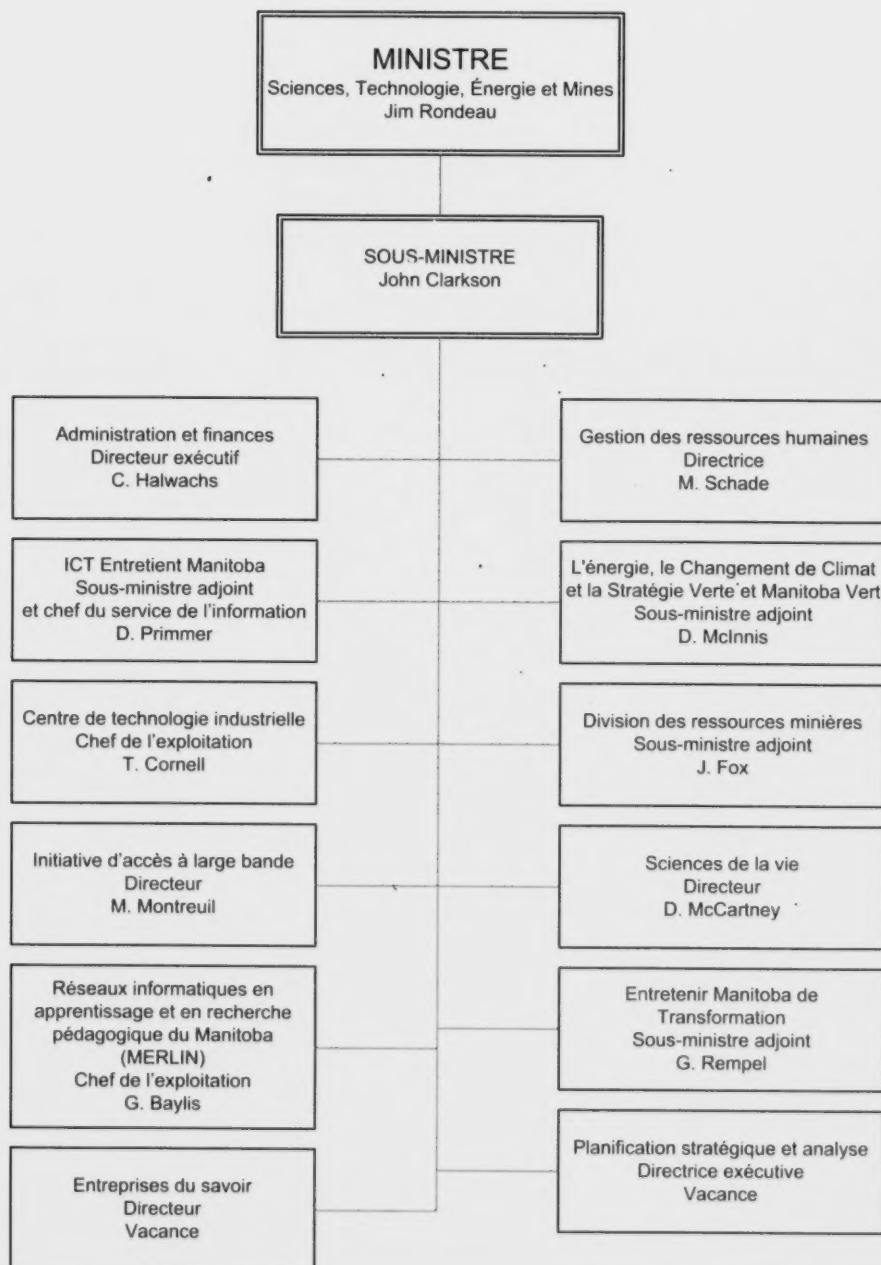 MINISTRE
Sciences, Technologie, Énergie et Mines
Jim Rondeau
SOUS-MINISTRE
John Clarkson
Administration et finances
Directeur exécutif
C. Halwachs
Gestion des ressources humaines
Directrice
M. Schade
ICT Entretient Manitoba
Sous-ministre adjoint
et chef du service de l'information
D. Primmer
L'énergie, le Changement de Climat
et la Stratégie Verte et Manitoba Vert
Sous-ministre adjoint
D. McInnis
Centre de technologie industrielle
Chef de l'exploitation
T. Cornell
Division des ressources minières
Sous-ministre adjoint
J. Fox
Initiative d'accès à large bande
Directeur
M. Montreuil
Sciences de la vie
Directeur
D. McCartney
Réseaux informatiques en
apprentissage et en recherche
pédagogique du Manitoba
(MERLIN)
Chef de l'exploitation
G. Baylis
Entretenir Manitoba de
Transformation
Sous-ministre adjoint
G. Rempel
Entreprises du savoir
Directeur
Vacance
Planification stratégique et analyse
Directrice exécutive
Vacance